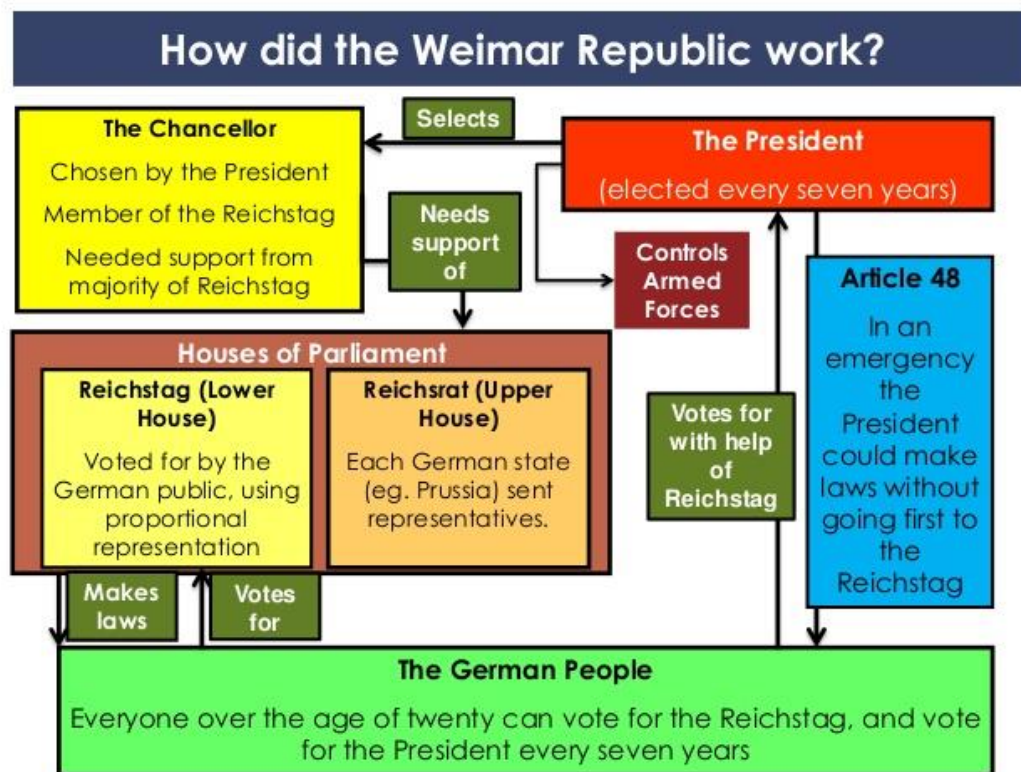 How did the Weimar Republic work?
The Chancellor
Chosen by the President
Member of the Reichstag
Needed support from
majority of Reichstag
Selects
The President
(elected every seven years)
Needs
support
of
Controls
Armed
Forces
Article 48
In an
emergency
the
President
could make
laws without
going first to
the
Reichstag
Houses of Parliament
Reichstag (Lower
House)
Voted for by the
German public, using
proportional
representation
Reichsrat (Upper
House)
Each German state
(eg. Prussia) sent
representatives.
Votes for
with help
of
Reichstag
Makes
laws
Votes
for
The German People
Everyone over the age of twenty can vote for the Reichstag, and vote
for the President every seven years